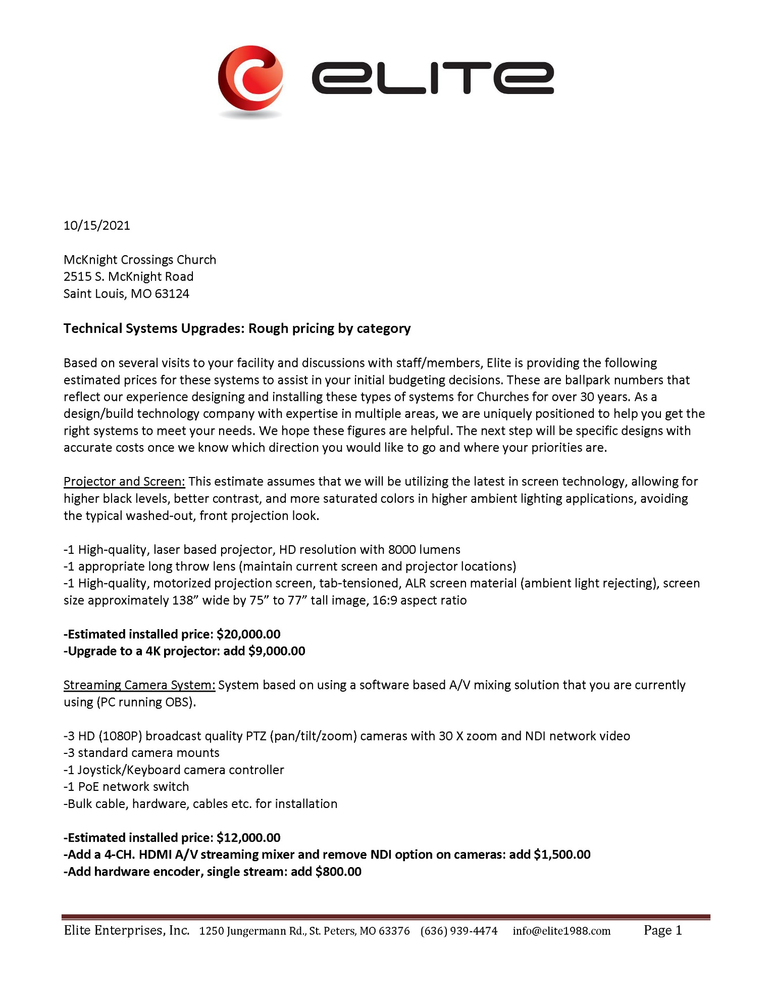 eLITe
10/15/2021
McKnight Crossings Church
2515 S. McKnight Road
Saint Louis, MO 63124
Technical Systems Upgrades: Rough pricing by category
Based on several visits to your facility and discussions with staff/members, Elite is providing the following
estimated prices for these systems to assist in your initial budgeting decisions. These are ballpark numbers that
reflect our experience designing and installing these types of systems for Churches for over 30 years. As a
design/build technology company with expertise in multiple areas, we are uniquely positioned to help you get the
right systems to meet your needs. We hope these figures are helpful. The next step will be specific designs with
accurate costs once we know which direction you would like to go and where your priorities are.
Projector and Screen: This estimate assumes that we will be utilizing the latest in screen technology, allowing for
higher black levels, better contrast, and more saturated colors in higher ambient lighting applications, avoiding
the typical washed-out, front projection look.
-1 High-quality, laser based projector, HD resolution with 8000 lumens
-1 appropriate long throw lens (maintain current screen and projector locations)
-1 High-quality, motorized projection screen, tab-tensioned, ALR screen material (ambient light rejecting), screen
size approximately 138” wide by 75” to 77” tall image, 16:9 aspect ratio
-Estimated installed price: $20,000.00
-Upgrade to a 4K projector: add $9,000.00
Streaming Camera System: System based on using a software based A/V mixing solution that you are currently
using (PC running OBS).
-3 HD (1080P) broadcast quality PTZ (pan/tilt/zoom) cameras with 30 X zoom and NDI network video
-3 standard camera mounts
-1 Joystick/Keyboard camera controller
-1 PoE network switch
-Bulk cable, hardware, cables etc. for installation
-Estimated installed price: $12,000.00
-Add a 4-CH. HDMI A/V streaming mixer and remove NDI option on cameras: add $1,500.00
-Add hardware encoder, single stream: add $800.00
Elite Enterprises, Inc. 1250 Jungermann Rd., St. Peters, MO 63376 (636) 939-4474 info@elite1988.com Page 1